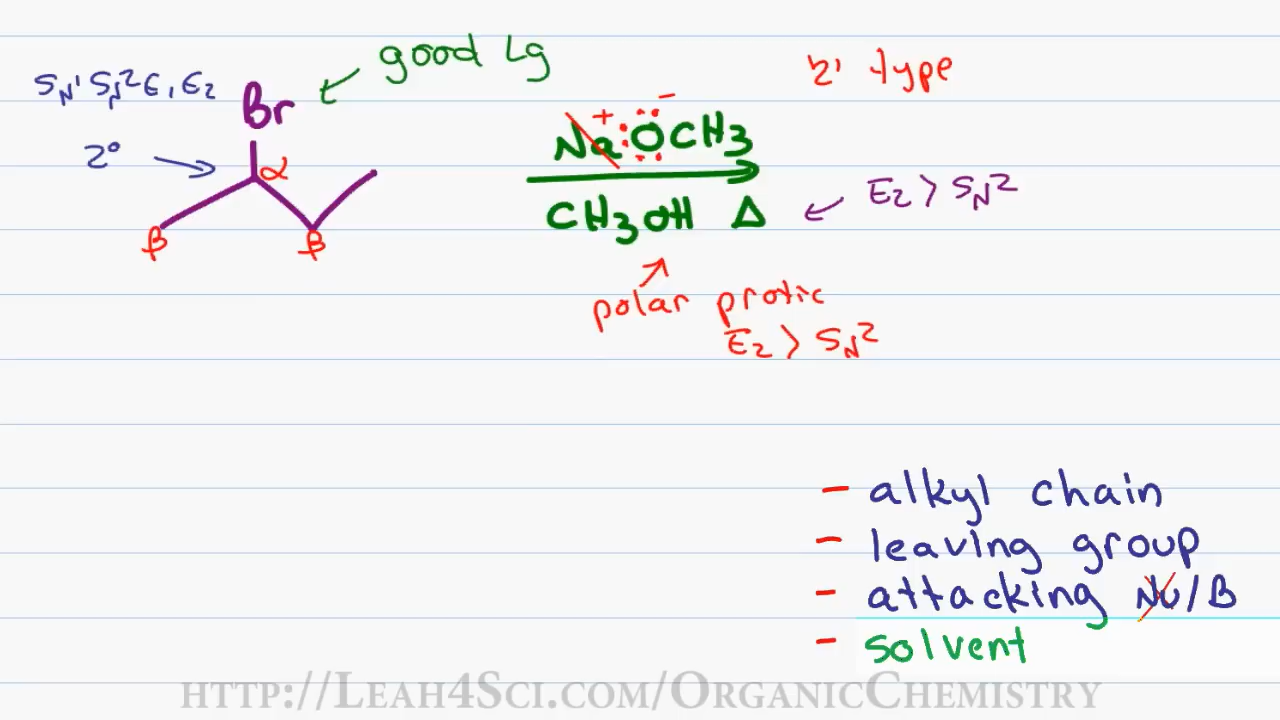 good Lg
SN1 SN2 E1 E2
Br
2' type
Na+ :OCH3 −
2°
α
E2 > SN2
CH3OH Δ
β β
polar protic
E2 > SN2
- alkyl chain
- leaving group
- attacking Nu/B
- solvent
http://Leah4Sci.com/OrganicChemistry